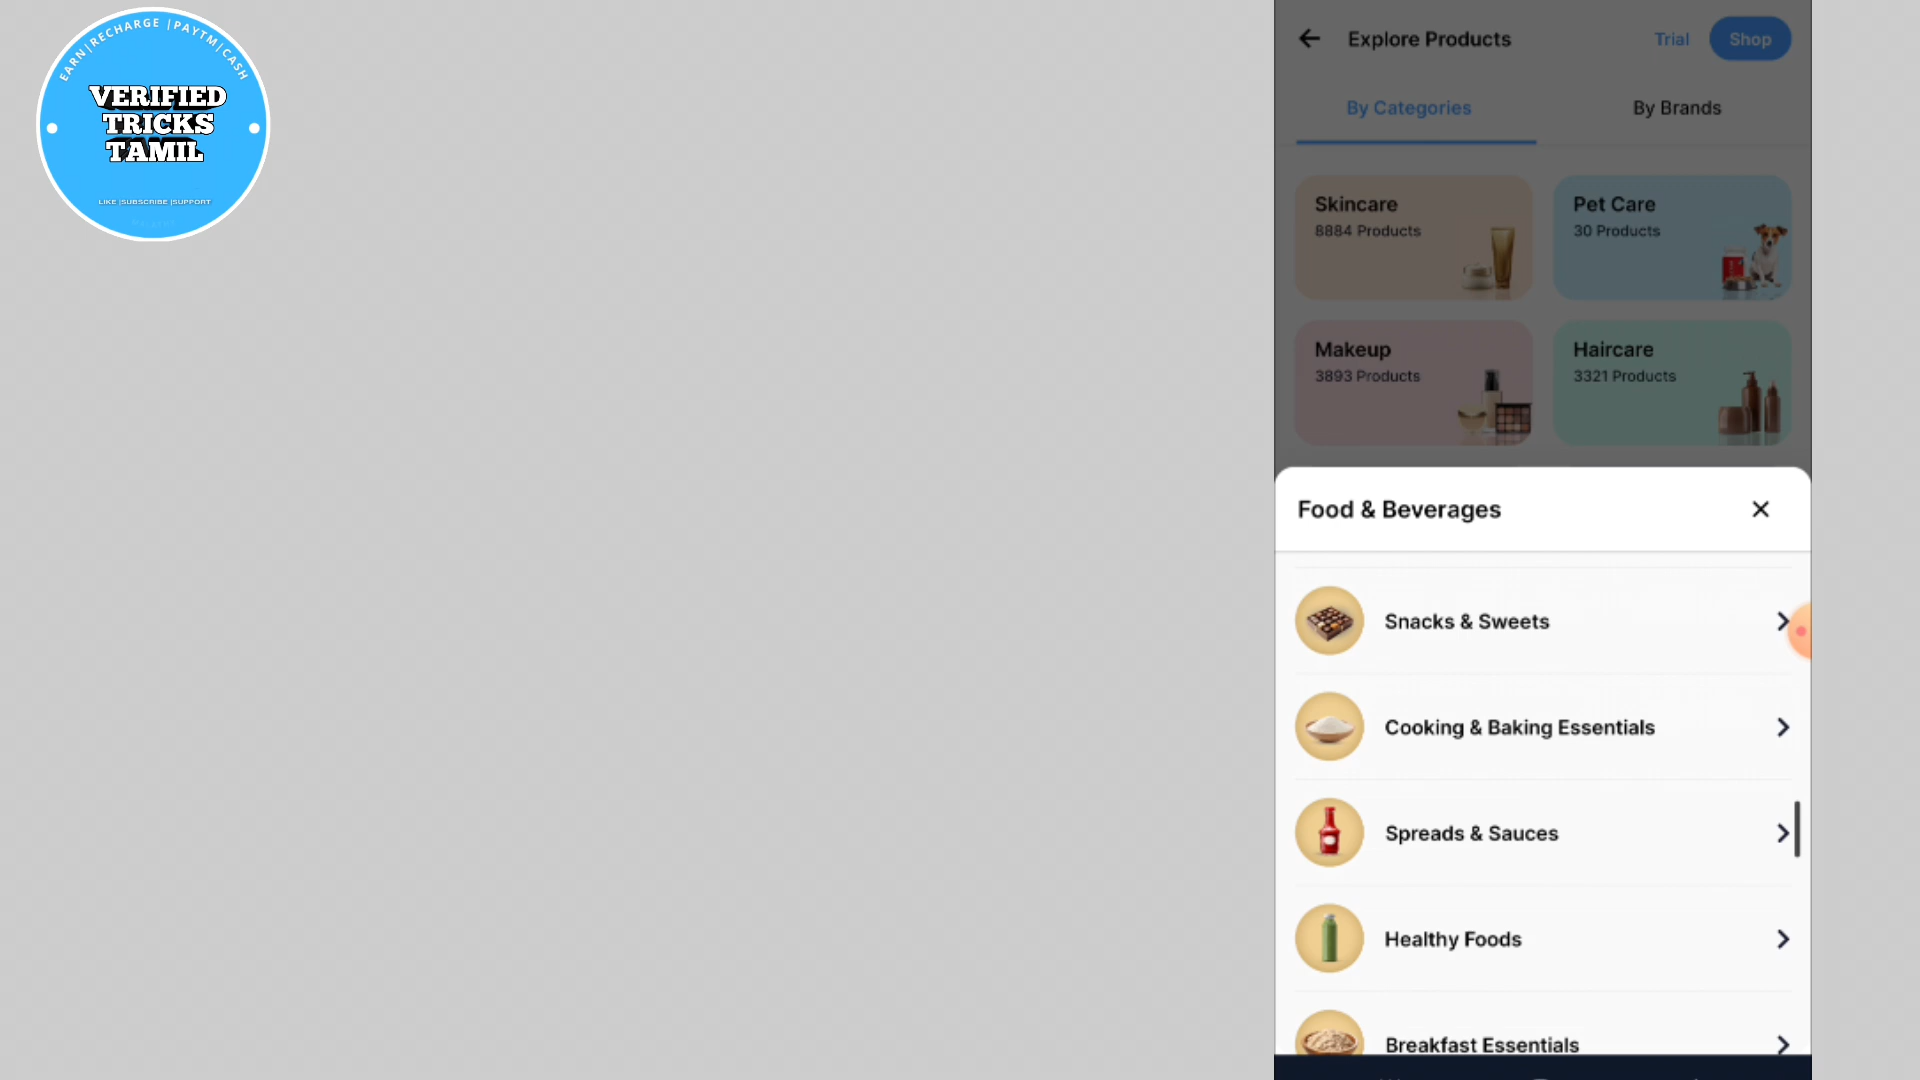 EARN|RECHARGE |PAYTM|CASH
VERIFIED
TRICKS
TAMIL
LIKE |SUBSCRIBE |SUPPORT
Explore Products
Trial
Shop
By Categories
By Brands
Skincare
8884 Products
Pet Care
30 Products
Makeup
3893 Products
Haircare
3321 Products
Food & Beverages
Snacks & Sweets
Cooking & Baking Essentials
Spreads & Sauces
Healthy Foods
Breakfast Essentials